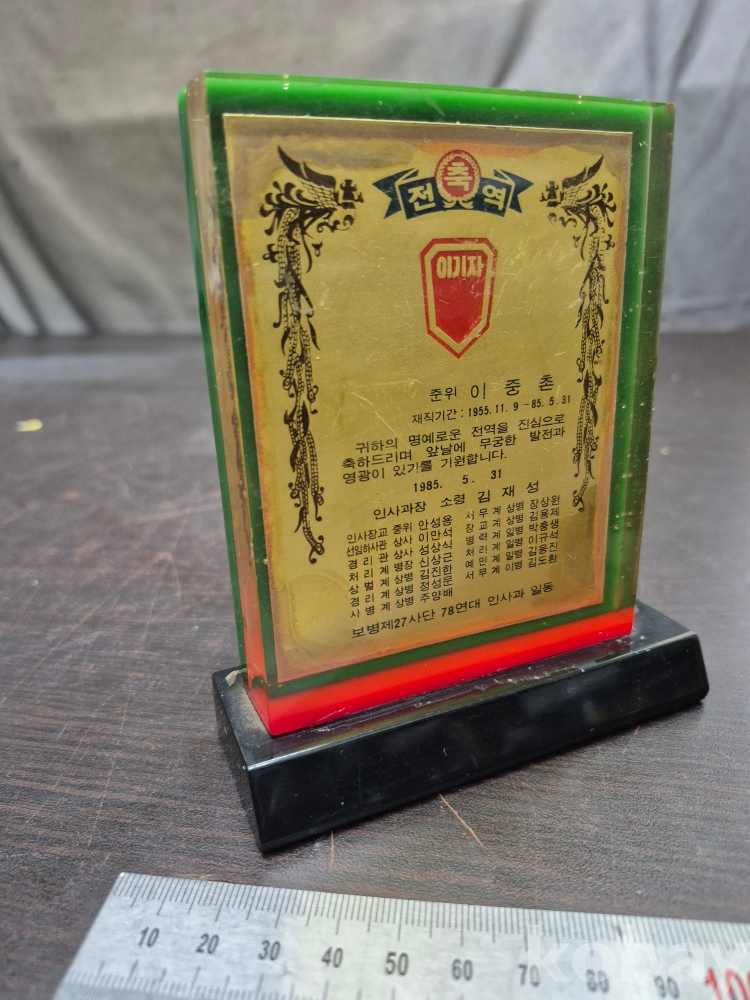 축
전 역
이기자
준위 이 중 촌
재직기간 : 1955. 11. 9 - 85. 5. 31
귀하의 명예로운 전역을 진심으로
축하드리며 앞날에 무궁한 발전과
영광이 있기를 기원합니다.
1985. 5. 31
인사과장 소령 김 재 성
인사장교 중위 안성용 서 무 계 상병 장상원
선임하사관 상사 이만석 장 교 계 상병 김용제
경 리 관 상사 성상식 병 력 계 일병 박충생
처 리 계 병장 신상근 처 리 계 일병 이규석
상 벌 계 상병 김진한 예 민 계 일병 김용진
경 리 계 상병 정성문 서 무 계 이병 김도환
사 병 계 상병 주양배
보병제27사단 78연대 인사과 일동
10 20 30 40 50 60 70 80 90 100
kobay